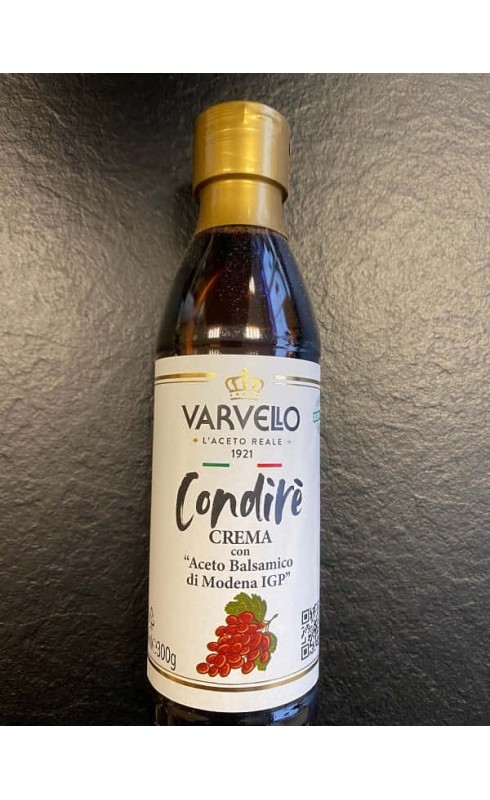 VARVELLO
L'ACETO REALE
1921
Condirè
CREMA
con
"Aceto Balsamico
di Modena IGP"
300g